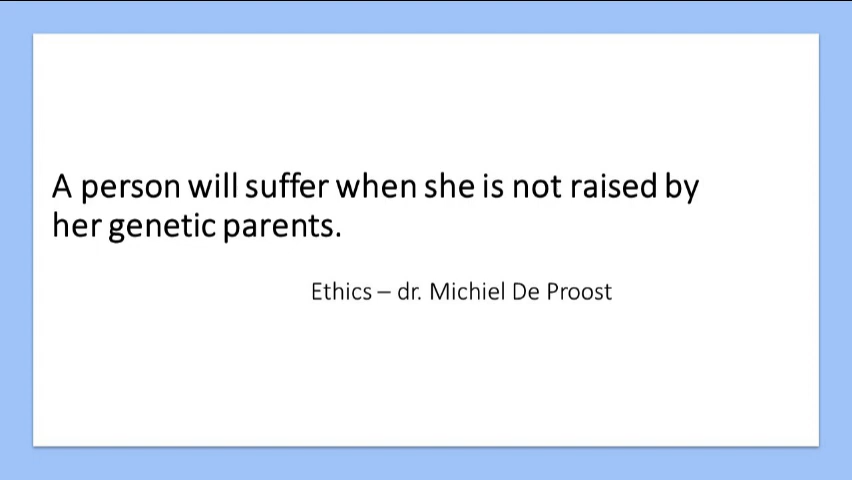 A person will suffer when she is not raised by
her genetic parents.
Ethics – dr. Michiel De Proost